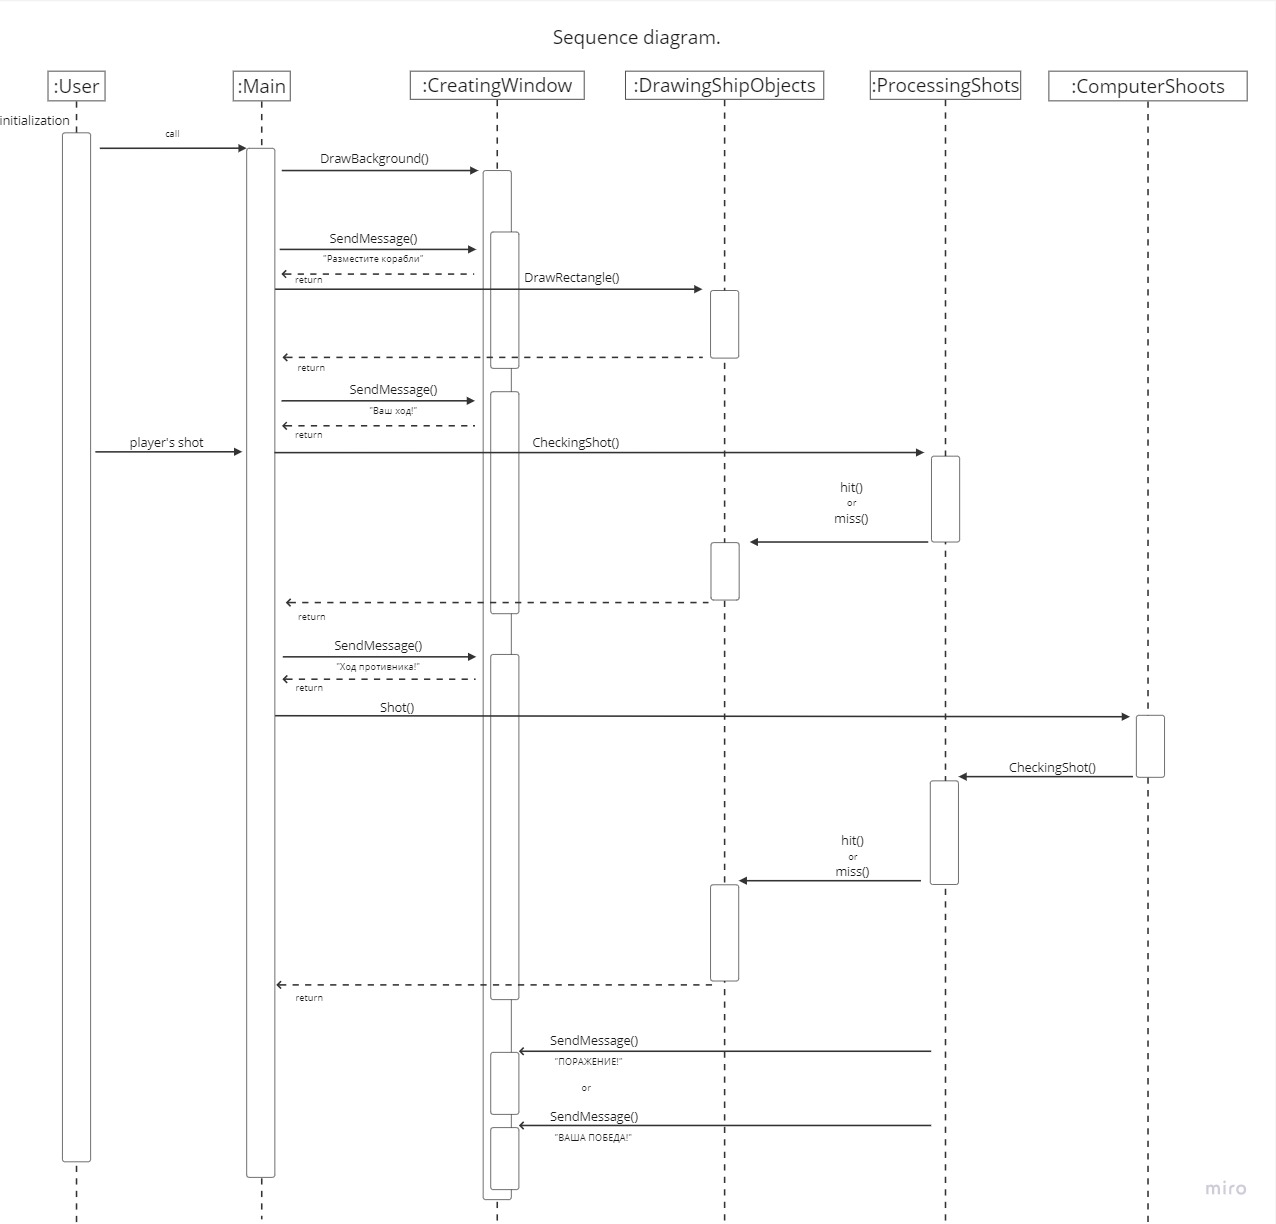 Sequence diagram.
:User
:Main
:CreatingWindow
:DrawingShipObjects
:ProcessingShots
:ComputerShoots
initialization
call
DrawBackground()
SendMessage()
"Разместите корабли"
return
DrawRectangle()
return
SendMessage()
"Ваш ход!"
return
player's shot
CheckingShot()
hit()
or
miss()
return
SendMessage()
"Ход противника!"
return
Shot()
CheckingShot()
hit()
or
miss()
return
SendMessage()
"ПОРАЖЕНИЕ!"
or
SendMessage()
"ВАША ПОБЕДА!"
miro